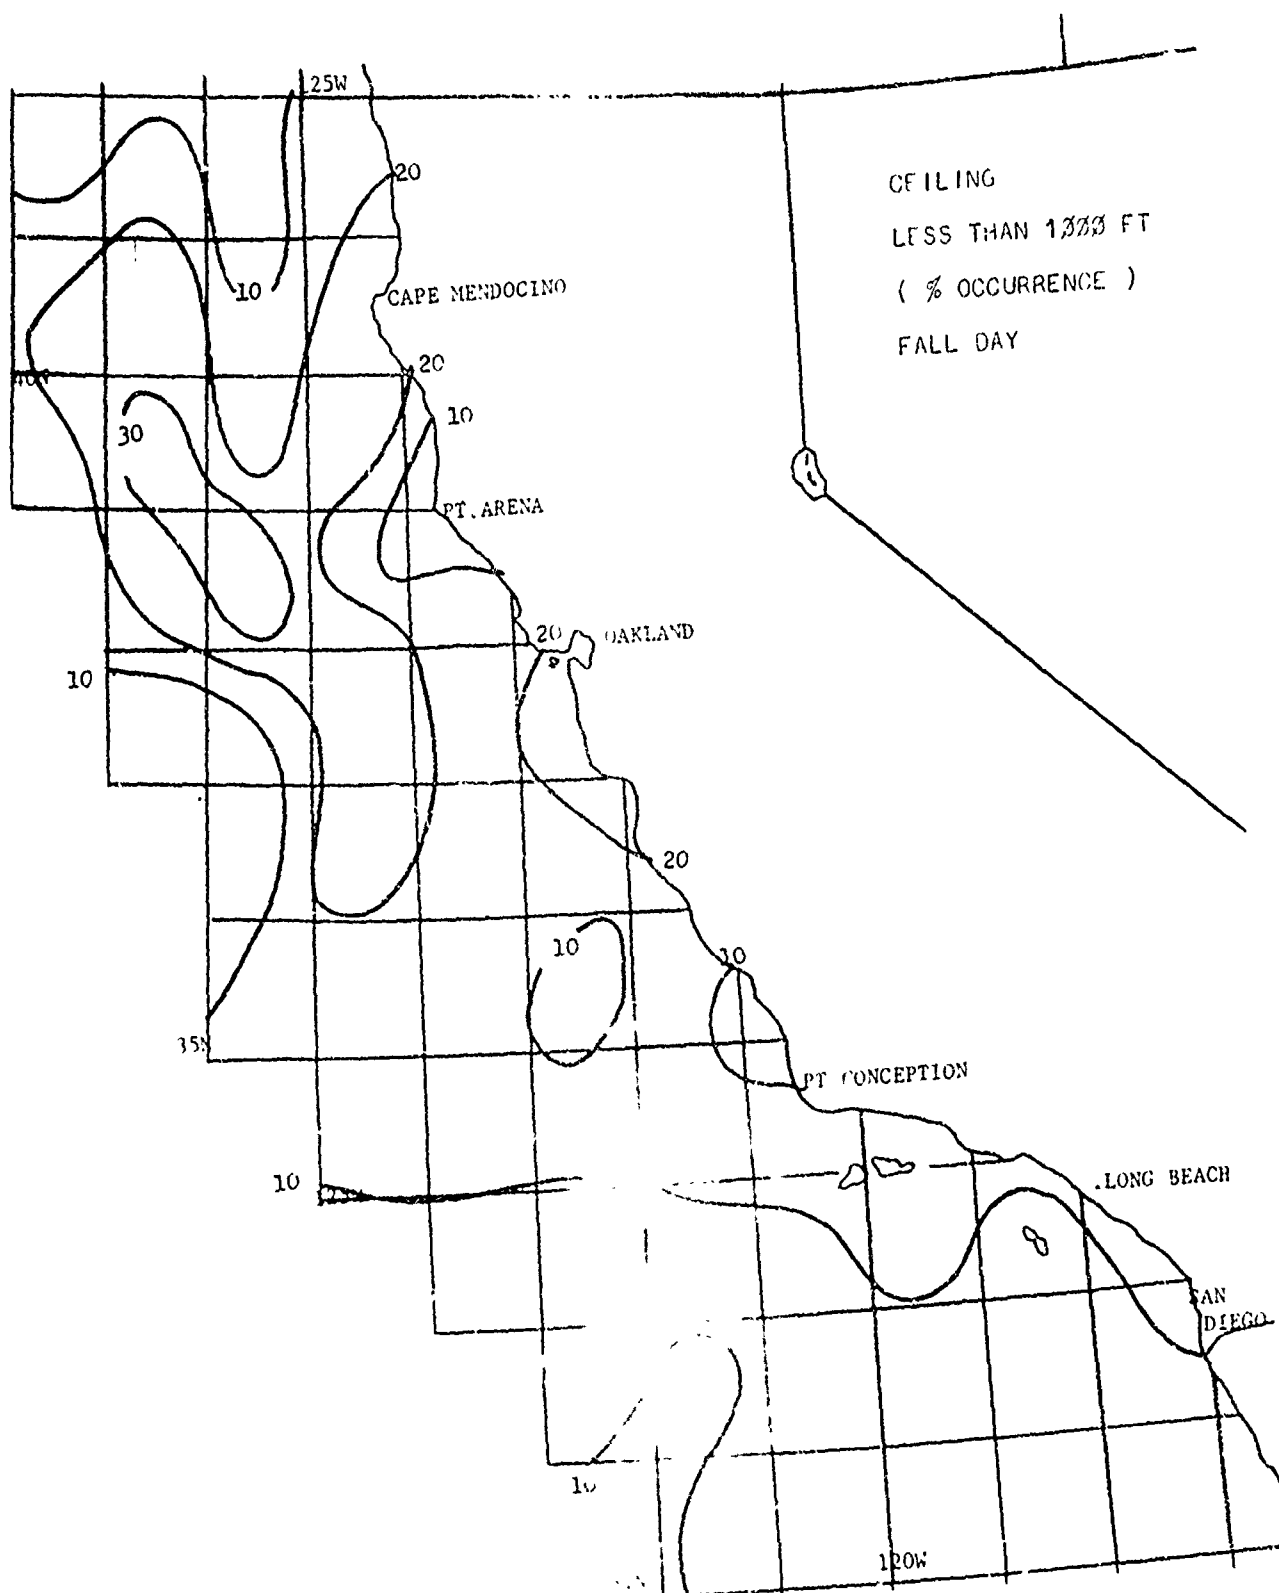 25W
20
CEILING
LESS THAN 1000 FT
( % OCCURRENCE )
FALL DAY
10
CAPE MENDOCINO
20
40N
10
30
PT. ARENA
20
OAKLAND
10
20
10
10
35N
PT CONCEPTION
10
.LONG BEACH
SAN
DIEGO
10
120W